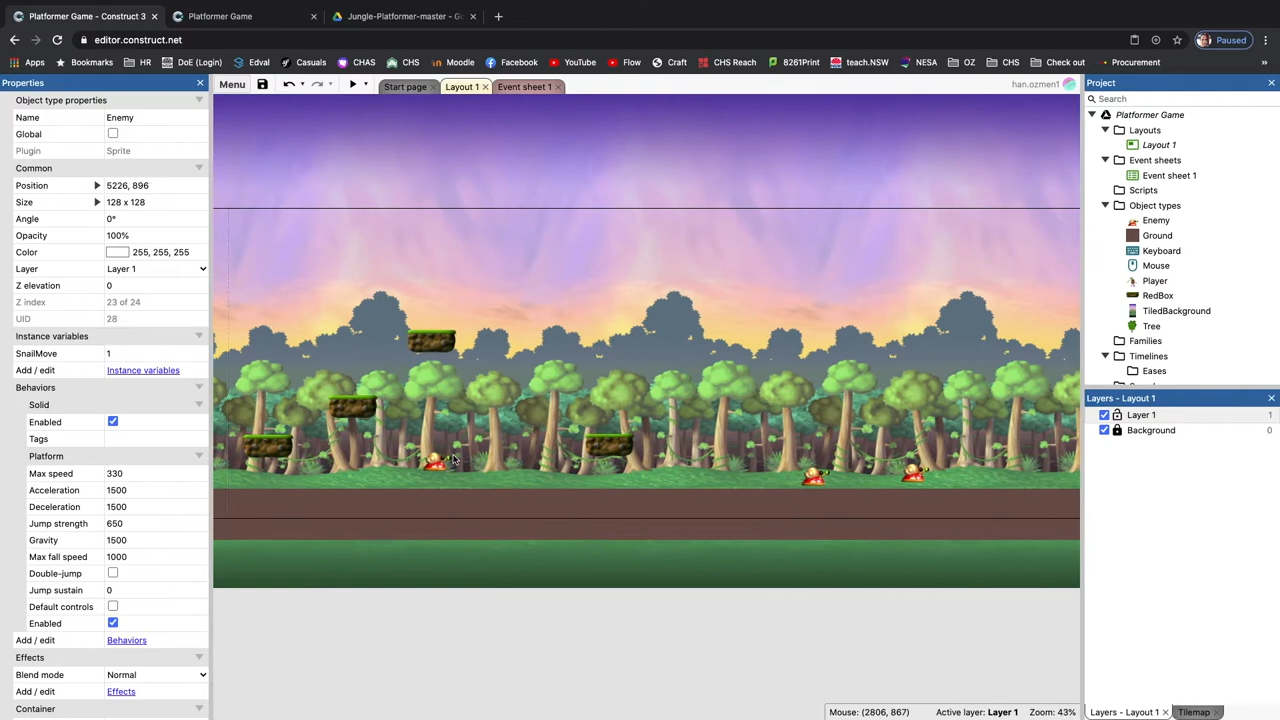 Platformer Game - Construct 3
Platformer Game
Jungle-Platformer-master - Go
editor.construct.net
Paused
Apps
Bookmarks
HR
DoE (Login)
Edval
Casuals
CHAS
CHS
Moodle
Facebook
YouTube
Flow
Craft
CHS Reach
8261Print
teach.NSW
NESA
OZ
CHS
Check out
Procurement
Properties
Menu
Start page
Layout 1
Event sheet 1
han.ozmen1
Project
Object type properties
Name Enemy
Global
Plugin Sprite
Common
Position 5226, 896
Size 128 x 128
Angle 0°
Opacity 100%
Color 255, 255, 255
Layer Layer 1
Z elevation 0
Z index 23 of 24
UID 28
Instance variables
SnailMove 1
Add / edit Instance variables
Behaviors
Solid
Enabled
Tags
Platform
Max speed 330
Acceleration 1500
Deceleration 1500
Jump strength 650
Gravity 1500
Max fall speed 1000
Double-jump
Jump sustain 0
Default controls
Enabled
Add / edit Behaviors
Effects
Blend mode Normal
Add / edit Effects
Container
Search
Platformer Game
Layouts
Layout 1
Event sheets
Event sheet 1
Scripts
Object types
Enemy
Ground
Keyboard
Mouse
Player
RedBox
TiledBackground
Tree
Families
Timelines
Eases
Layers - Layout 1
Layer 1 1
Background 0
Mouse: (2806, 867)
Active layer: Layer 1
Zoom: 43%
Layers - Layout 1
Tilemap